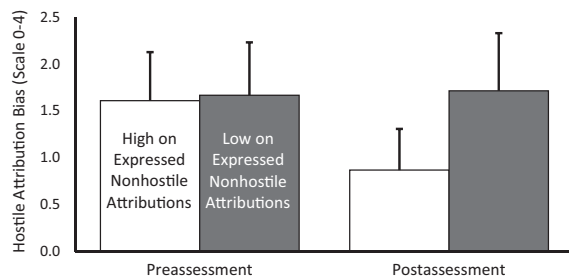 Hostile Attribution Bias (Scale 0-4)
2.5
2.0
1.5
1.0
0.5
0.0
High on
Expressed
Nonhostile
Attributions
Low on
Expressed
Nonhostile
Attributions
Preassessment
Postassessment